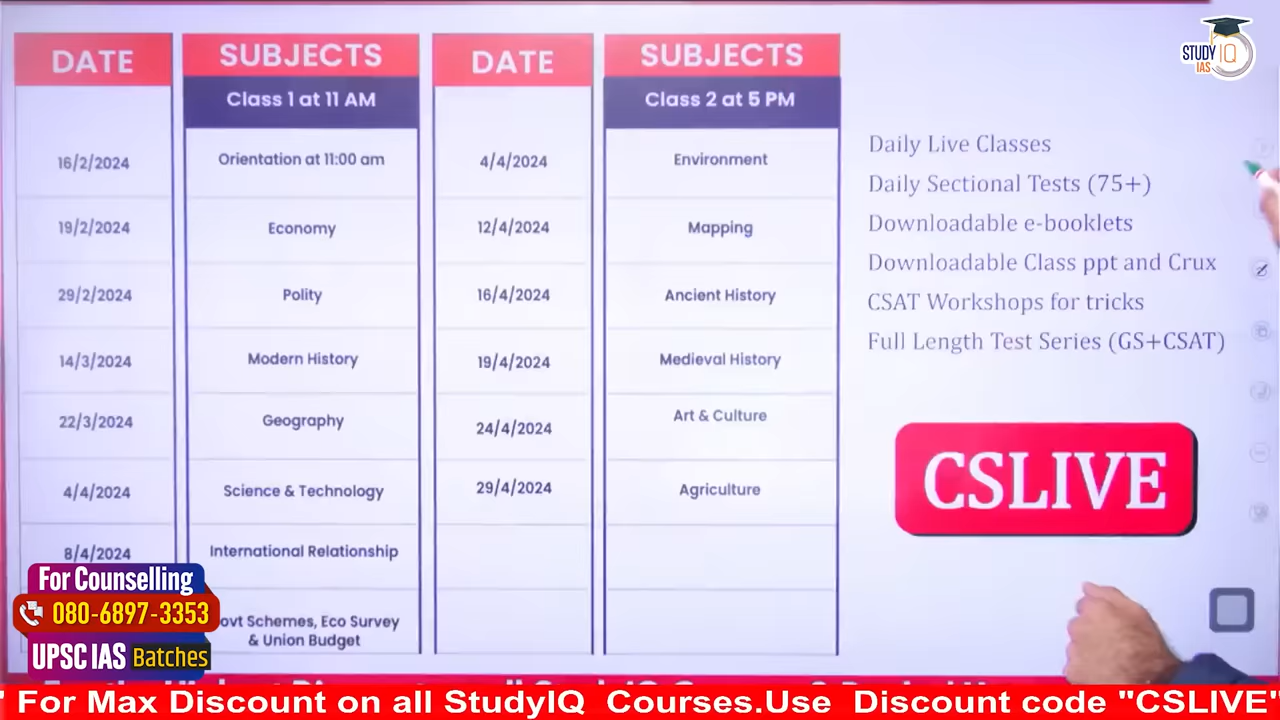 DATE SUBJECTS DATE SUBJECTS
Class 1 at 11 AM Class 2 at 5 PM
16/2/2024 Orientation at 11:00 am 4/4/2024 Environment
19/2/2024 Economy 12/4/2024 Mapping
29/2/2024 Polity 16/4/2024 Ancient History
14/3/2024 Modern History 19/4/2024 Medieval History
22/3/2024 Geography 24/4/2024 Art & Culture
4/4/2024 Science & Technology 29/4/2024 Agriculture
8/4/2024 International Relationship
ovt Schemes, Eco Survey
& Union Budget
STUDY IQ
IAS
Daily Live Classes
Daily Sectional Tests (75+)
Downloadable e-booklets
Downloadable Class ppt and Crux
CSAT Workshops for tricks
Full Length Test Series (GS+CSAT)
CSLIVE
For Counselling
080-6897-3353
UPSC IAS Batches
" For Max Discount on all StudyIQ Courses.Use Discount code "CSLIVE"